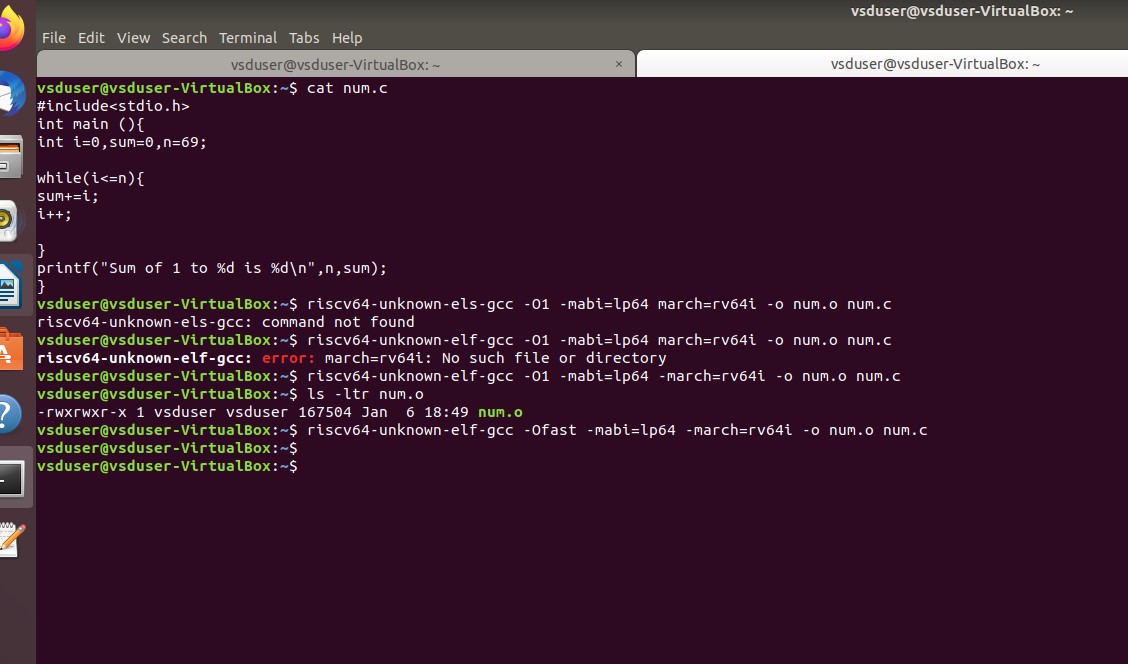 vsduser@vsduser-VirtualBox: ~
File Edit View Search Terminal Tabs Help
vsduser@vsduser-VirtualBox: ~ ×
vsduser@vsduser-VirtualBox: ~
vsduser@vsduser-VirtualBox:~$ cat num.c
#include<stdio.h>
int main (){
int i=0,sum=0,n=69;
while(i<=n){
sum+=i;
i++;
}
printf("Sum of 1 to %d is %d\n",n,sum);
}
vsduser@vsduser-VirtualBox:~$ riscv64-unknown-els-gcc -O1 -mabi=lp64 march=rv64i -o num.o num.c
riscv64-unknown-els-gcc: command not found
vsduser@vsduser-VirtualBox:~$ riscv64-unknown-elf-gcc -O1 -mabi=lp64 march=rv64i -o num.o num.c
riscv64-unknown-elf-gcc: error: march=rv64i: No such file or directory
vsduser@vsduser-VirtualBox:~$ riscv64-unknown-elf-gcc -O1 -mabi=lp64 -march=rv64i -o num.o num.c
vsduser@vsduser-VirtualBox:~$ ls -ltr num.o
-rwxrwxr-x 1 vsduser vsduser 167504 Jan  6 18:49 num.o
vsduser@vsduser-VirtualBox:~$ riscv64-unknown-elf-gcc -Ofast -mabi=lp64 -march=rv64i -o num.o num.c
vsduser@vsduser-VirtualBox:~$
vsduser@vsduser-VirtualBox:~$